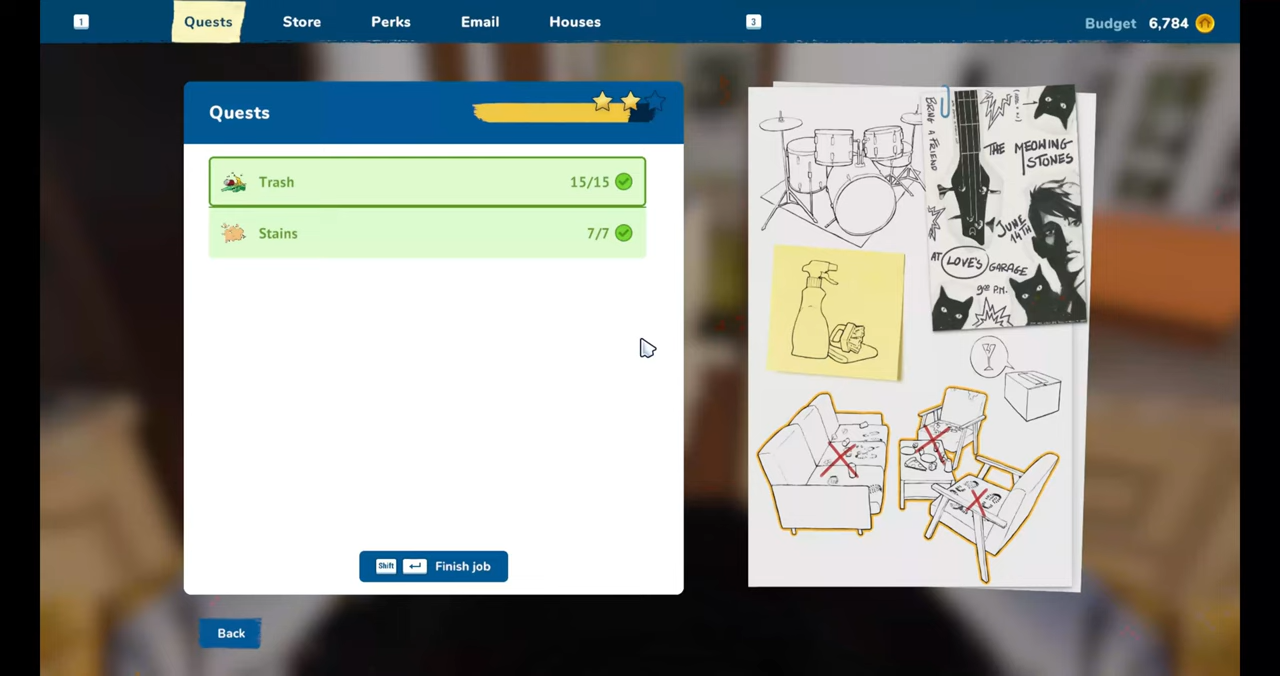 1
Quests
Store
Perks
Email
Houses
3
Budget 6,784
Quests
Trash
15/15
Stains
7/7
Shift
Finish job
Back
BRING A FRIEND
THE MEOWING
STONES
JUNE
14TH
AT LOVE'S GARAGE
9:00 P.M.